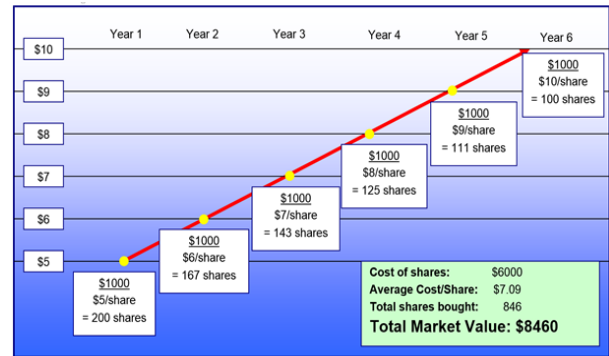 Year 1
Year 2
Year 3
Year 4
Year 5
Year 6
$10
$9
$8
$7
$6
$5
$1000
$5/share
= 200 shares
$1000
$6/share
= 167 shares
$1000
$7/share
= 143 shares
$1000
$8/share
= 125 shares
$1000
$9/share
= 111 shares
$1000
$10/share
= 100 shares
Cost of shares: $6000
Average Cost/Share: $7.09
Total shares bought: 846
Total Market Value: $8460